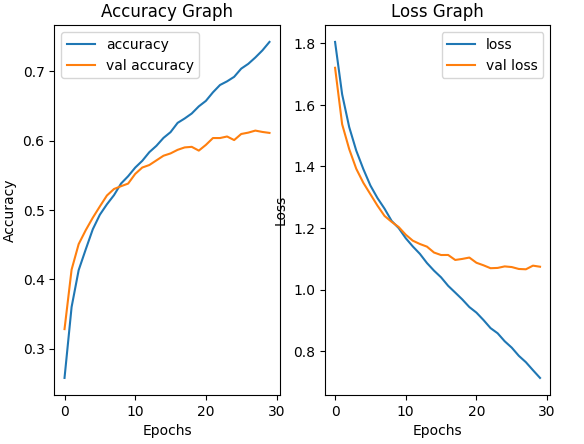 Accuracy Graph
accuracy
val accuracy
0.7
0.6
0.5
0.4
0.3
Accuracy
0
10
20
30
Epochs
Loss Graph
loss
val loss
1.8
1.6
1.4
1.2
1.0
0.8
Loss
0
10
20
30
Epochs